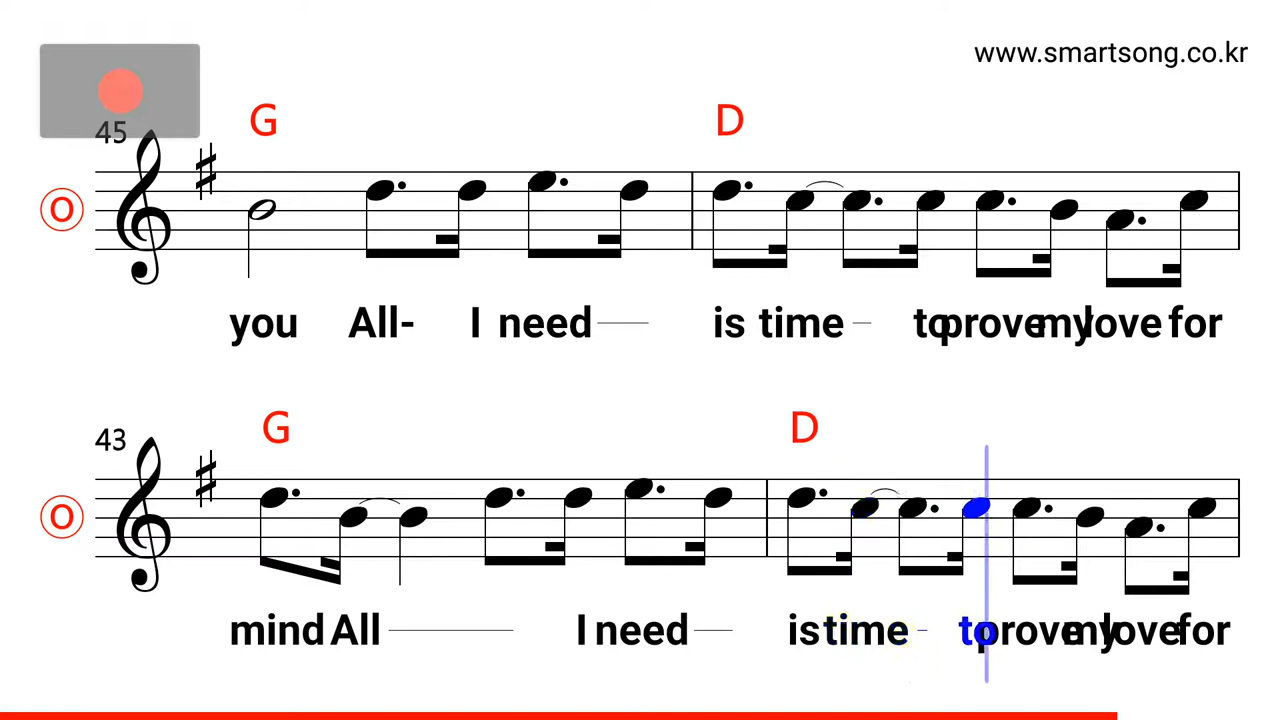 www.smartsong.co.kr
45
G D
O
you All- I need is time to prove my love for
43
G D
O
mind All I need is time to prove my love for